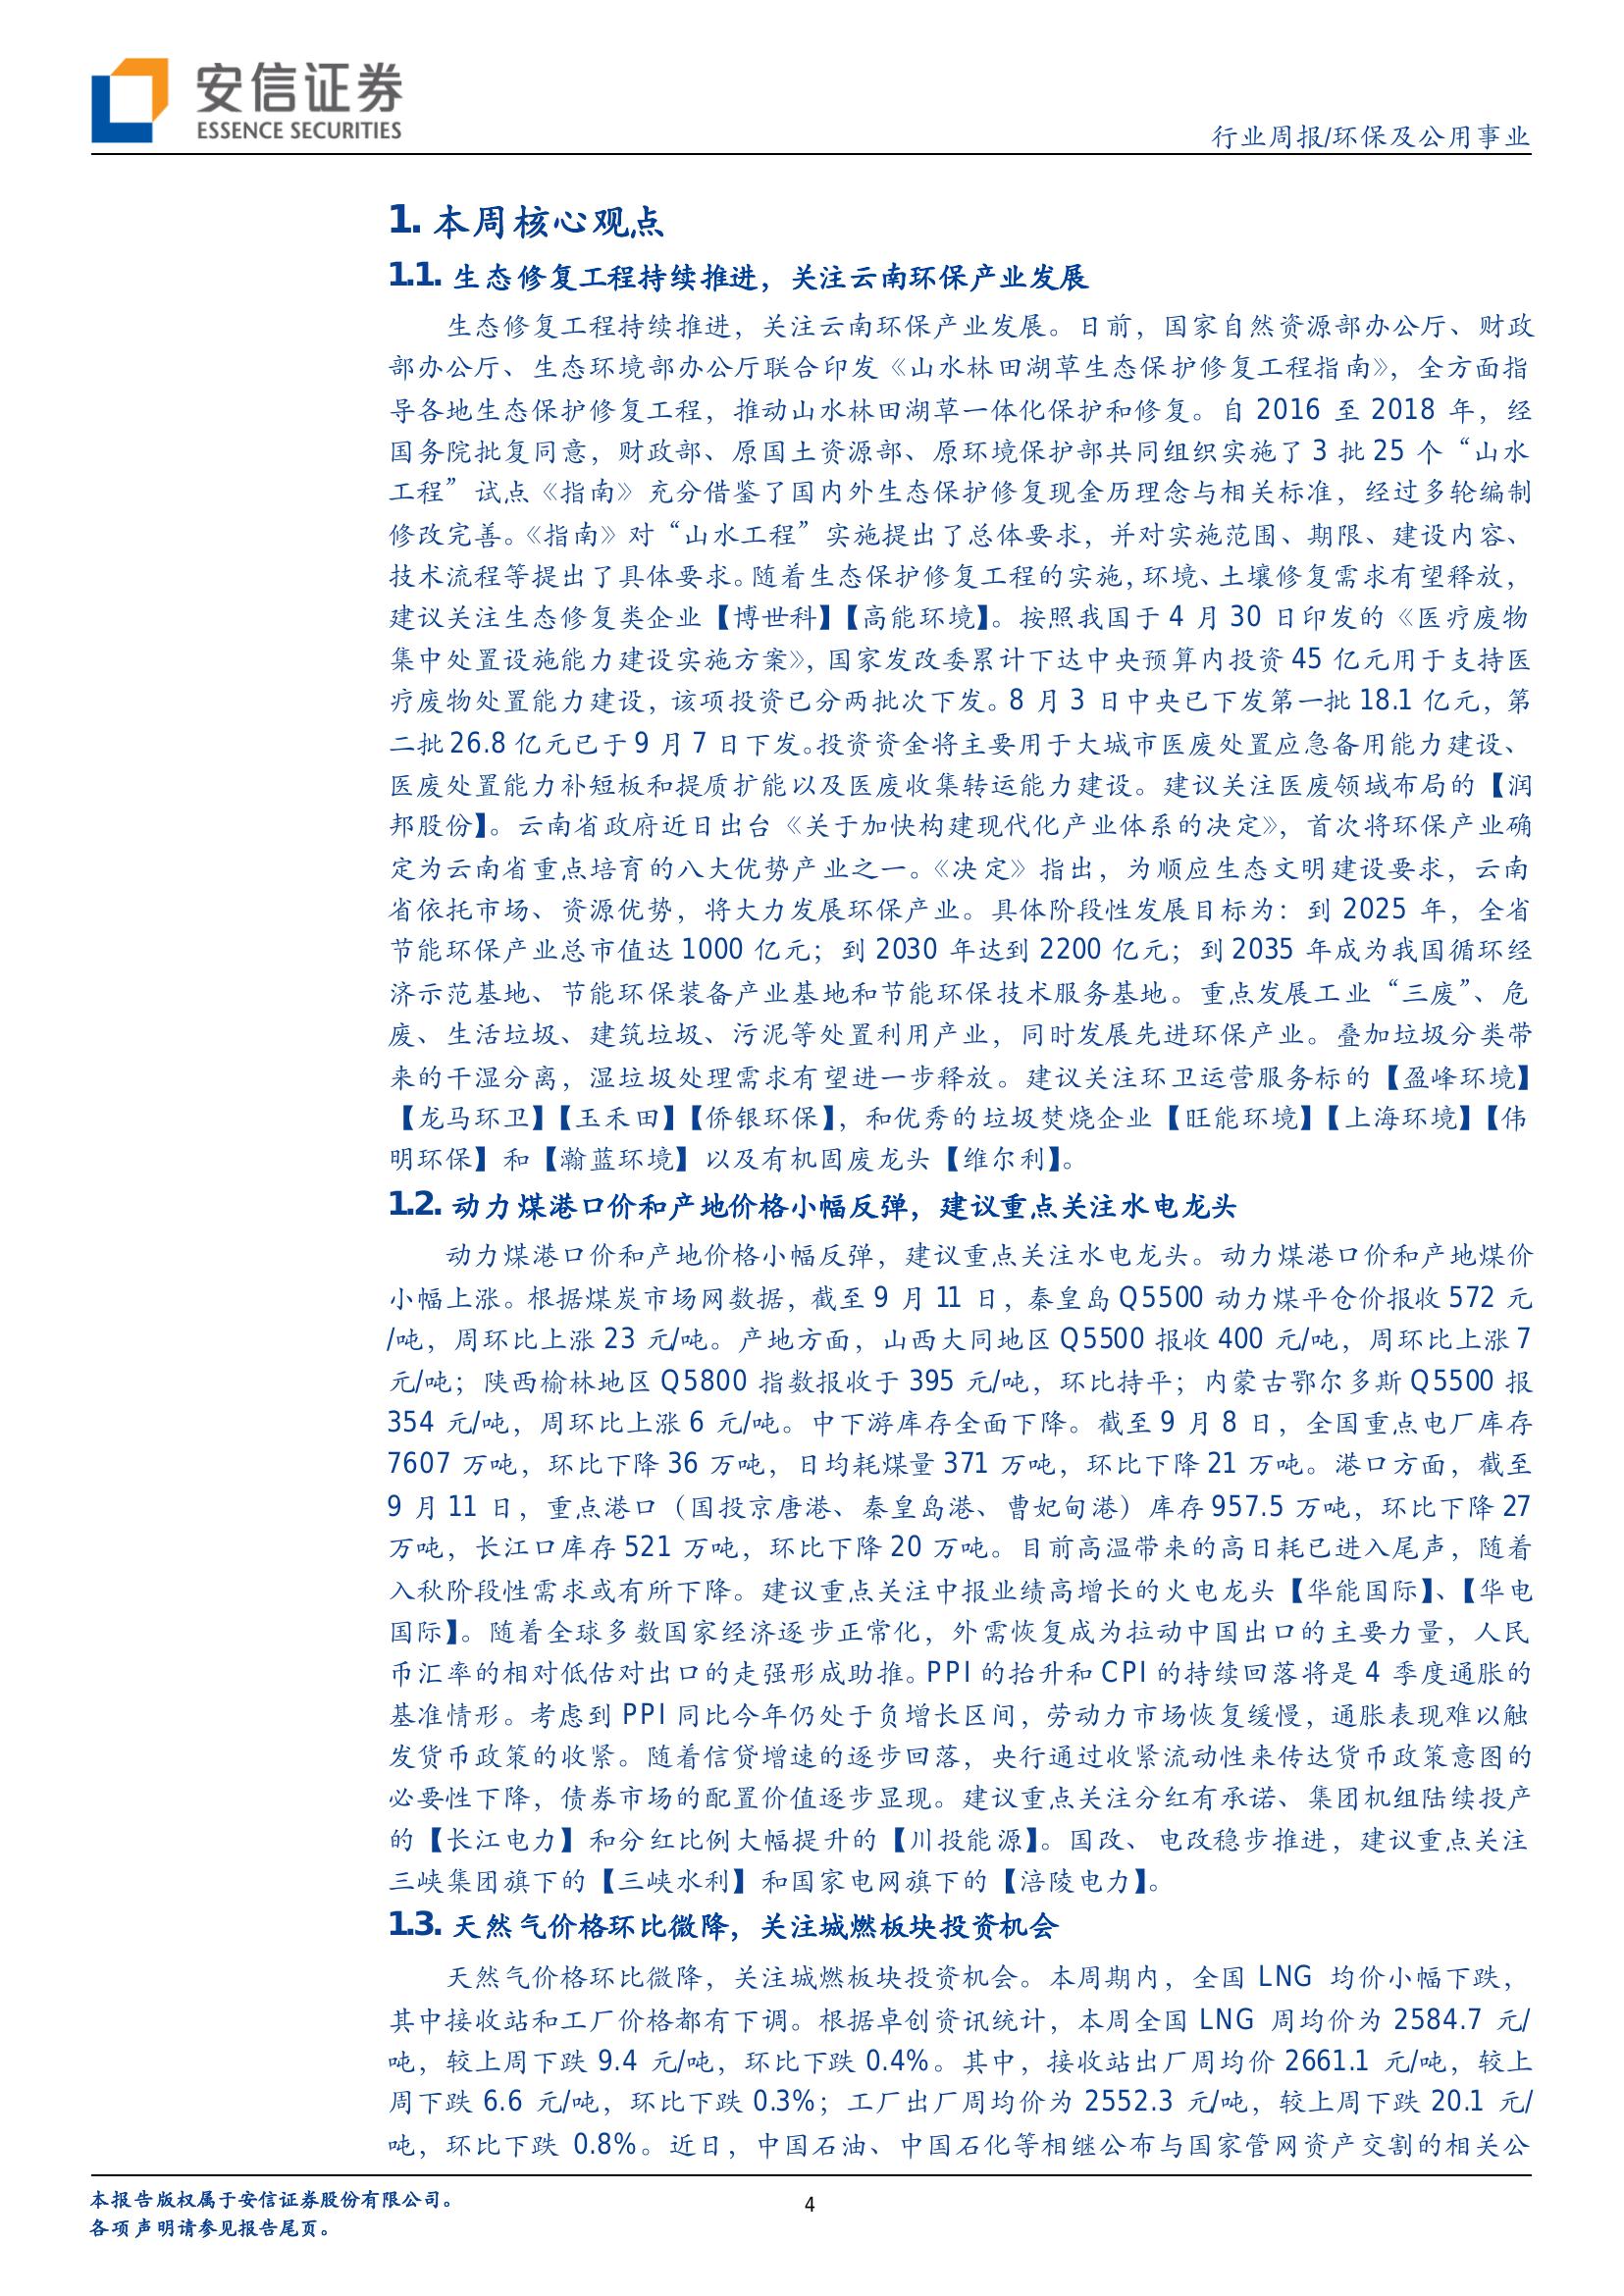 安信证券
ESSENCE SECURITIES
行业周报/环保及公用事业
1. 本周核心观点
1.1. 生态修复工程持续推进，关注云南环保产业发展
生态修复工程持续推进，关注云南环保产业发展。日前，国家自然资源部办公厅、财政
部办公厅、生态环境部办公厅联合印发《山水林田湖草生态保护修复工程指南》，全方面指
导各地生态保护修复工程，推动山水林田湖草一体化保护和修复。自 2016 至 2018 年，经
国务院批复同意，财政部、原国土资源部、原环境保护部共同组织实施了 3 批 25 个“山水
工程”试点《指南》充分借鉴了国内外生态保护修复现金历理念与相关标准，经过多轮编制
修改完善。《指南》对“山水工程”实施提出了总体要求，并对实施范围、期限、建设内容、
技术流程等提出了具体要求。随着生态保护修复工程的实施，环境、土壤修复需求有望释放，
建议关注生态修复类企业【博世科】【高能环境】。按照我国于 4 月 30 日印发的《医疗废物
集中处置设施能力建设实施方案》，国家发改委累计下达中央预算内投资 45 亿元用于支持医
疗废物处置能力建设，该项投资已分两批次下发。8 月 3 日中央已下发第一批 18.1 亿元，第
二批 26.8 亿元已于 9 月 7 日下发。投资资金将主要用于大城市医废处置应急备用能力建设、
医废处置能力补短板和提质扩能以及医废收集转运能力建设。建议关注医废领域布局的【润
邦股份】。云南省政府近日出台《关于加快构建现代化产业体系的决定》，首次将环保产业确
定为云南省重点培育的八大优势产业之一。《决定》指出，为顺应生态文明建设要求，云南
省依托市场、资源优势，将大力发展环保产业。具体阶段性发展目标为：到 2025 年，全省
节能环保产业总市值达 1000 亿元；到 2030 年达到 2200 亿元；到 2035 年成为我国循环经
济示范基地、节能环保装备产业基地和节能环保技术服务基地。重点发展工业“三废”、危
废、生活垃圾、建筑垃圾、污泥等处置利用产业，同时发展先进环保产业。叠加垃圾分类带
来的干湿分离，湿垃圾处理需求有望进一步释放。建议关注环卫运营服务标的【盈峰环境】
【龙马环卫】【玉禾田】【侨银环保】，和优秀的垃圾焚烧企业【旺能环境】【上海环境】【伟
明环保】和【瀚蓝环境】以及有机固废龙头【维尔利】。
1.2. 动力煤港口价和产地价格小幅反弹，建议重点关注水电龙头
动力煤港口价和产地价格小幅反弹，建议重点关注水电龙头。动力煤港口价和产地煤价
小幅上涨。根据煤炭市场网数据，截至 9 月 11 日，秦皇岛 Q5500 动力煤平仓价报收 572 元
/吨，周环比上涨 23 元/吨。产地方面，山西大同地区 Q5500 报收 400 元/吨，周环比上涨 7
元/吨；陕西榆林地区 Q5800 指数报收于 395 元/吨，环比持平；内蒙古鄂尔多斯 Q5500 报
354 元/吨，周环比上涨 6 元/吨。中下游库存全面下降。截至 9 月 8 日，全国重点电厂库存
7607 万吨，环比下降 36 万吨，日均耗煤量 371 万吨，环比下降 21 万吨。港口方面，截至
9 月 11 日，重点港口（国投京唐港、秦皇岛港、曹妃甸港）库存 957.5 万吨，环比下降 27
万吨，长江口库存 521 万吨，环比下降 20 万吨。目前高温带来的高日耗已进入尾声，随着
入秋阶段性需求或有所下降。建议重点关注中报业绩高增长的火电龙头【华能国际】、【华电
国际】。随着全球多数国家经济逐步正常化，外需恢复成为拉动中国出口的主要力量，人民
币汇率的相对低估对出口的走强形成助推。PPI 的抬升和 CPI 的持续回落将是 4 季度通胀的
基准情形。考虑到 PPI 同比今年仍处于负增长区间，劳动力市场恢复缓慢，通胀表现难以触
发货币政策的收紧。随着信贷增速的逐步回落，央行通过收紧流动性来传达货币政策意图的
必要性下降，债券市场的配置价值逐步显现。建议重点关注分红有承诺、集团机组陆续投产
的【长江电力】和分红比例大幅提升的【川投能源】。国改、电改稳步推进，建议重点关注
三峡集团旗下的【三峡水利】和国家电网旗下的【涪陵电力】。
1.3. 天然气价格环比微降，关注城燃板块投资机会
天然气价格环比微降，关注城燃板块投资机会。本周期内，全国 LNG 均价小幅下跌，
其中接收站和工厂价格都有下调。根据卓创资讯统计，本周全国 LNG 周均价为 2584.7 元/
吨，较上周下跌 9.4 元/吨，环比下跌 0.4%。其中，接收站出厂周均价 2661.1 元/吨，较上
周下跌 6.6 元/吨，环比下跌 0.3%；工厂出厂周均价为 2552.3 元/吨，较上周下跌 20.1 元/
吨，环比下跌 0.8%。近日，中国石油、中国石化等相继公布与国家管网资产交割的相关公
本报告版权属于安信证券股份有限公司。
各项声明请参见报告尾页。
4